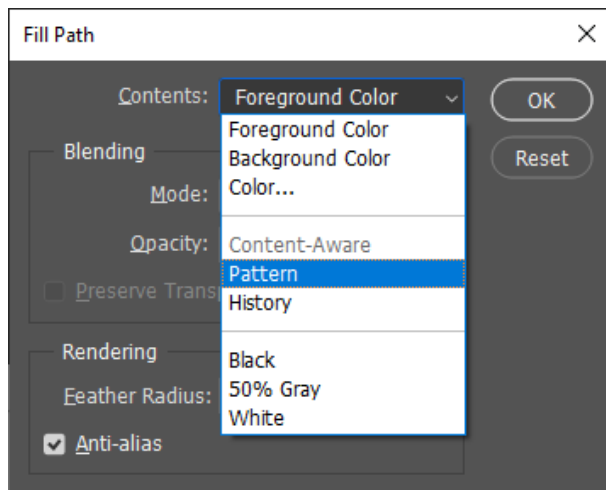 Fill Path
Contents: Foreground Color
OK
Foreground Color
Blending
Background Color
Reset
Mode:
Color...
Opacity:
Content-Aware
Pattern
Preserve
History
Rendering
Black
Feather Radius:
50% Gray
White
Anti-alias